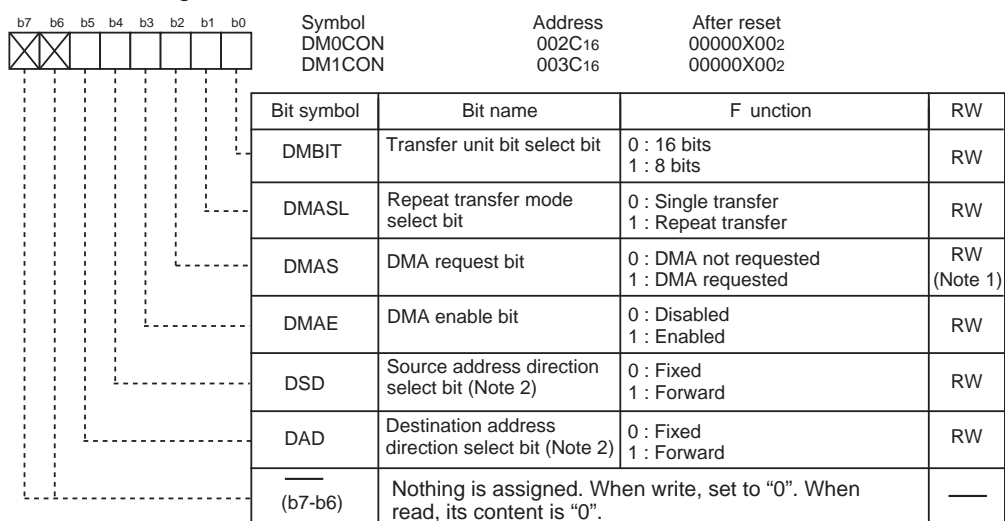 b7 b6 b5 b4 b3 b2 b1 b0
Symbol Address After reset
DM0CON 002C16 00000X002
DM1CON 003C16 00000X002
Bit symbol Bit name F unction RW
DMBIT Transfer unit bit select bit 0 : 16 bits
1 : 8 bits RW
DMASL Repeat transfer mode
select bit 0 : Single transfer
1 : Repeat transfer RW
DMAS DMA request bit 0 : DMA not requested
1 : DMA requested RW
(Note 1)
DMAE DMA enable bit 0 : Disabled
1 : Enabled RW
DSD Source address direction
select bit (Note 2) 0 : Fixed
1 : Forward RW
DAD Destination address
direction select bit (Note 2) 0 : Fixed
1 : Forward RW
(b7-b6) Nothing is assigned. When write, set to “0”. When
read, its content is “0”.